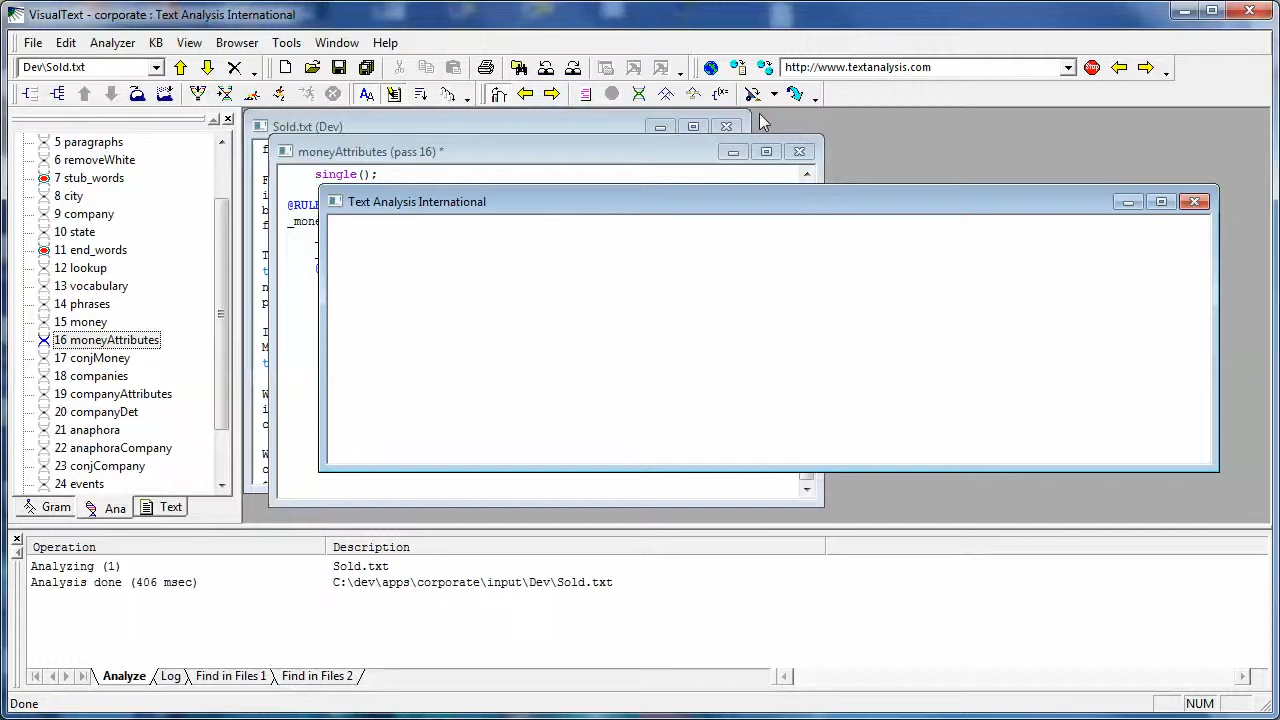 VisualText - corporate : Text Analysis International
File Edit Analyzer KB View Browser Tools Window Help
Dev\Sold.txt
http://www.textanalysis.com
Sold.txt (Dev)
moneyAttributes (pass 16) *
single();
Text Analysis International
5 paragraphs
6 removeWhite
7 stub_words
8 city
9 company
10 state
11 end_words
12 lookup
13 vocabulary
14 phrases
15 money
16 moneyAttributes
17 conjMoney
18 companies
19 companyAttributes
20 companyDet
21 anaphora
22 anaphoraCompany
23 conjCompany
24 events
Gram Ana Text
Operation Description
Analyzing (1) Sold.txt
Analysis done (406 msec) C:\dev\apps\corporate\input\Dev\Sold.txt
Analyze Log Find in Files 1 Find in Files 2
Done NUM